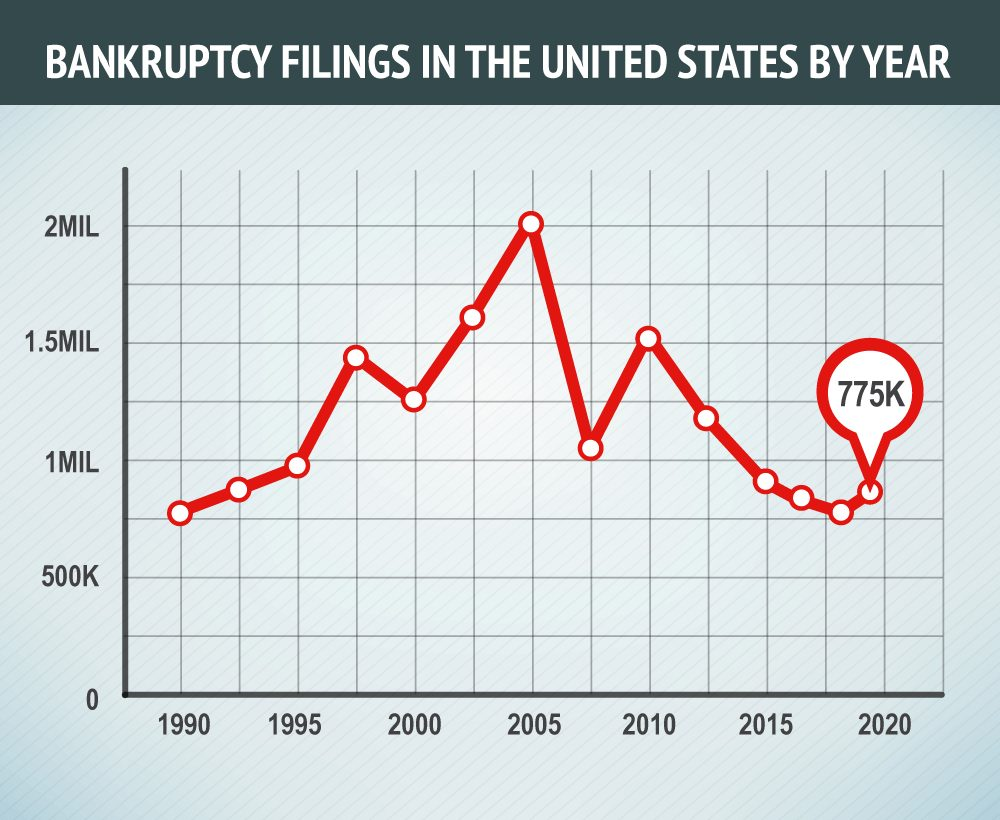 BANKRUPTCY FILINGS IN THE UNITED STATES BY YEAR
2MIL
1.5MIL
775K
1MIL
500K
0
1990 1995 2000 2005 2010 2015 2020